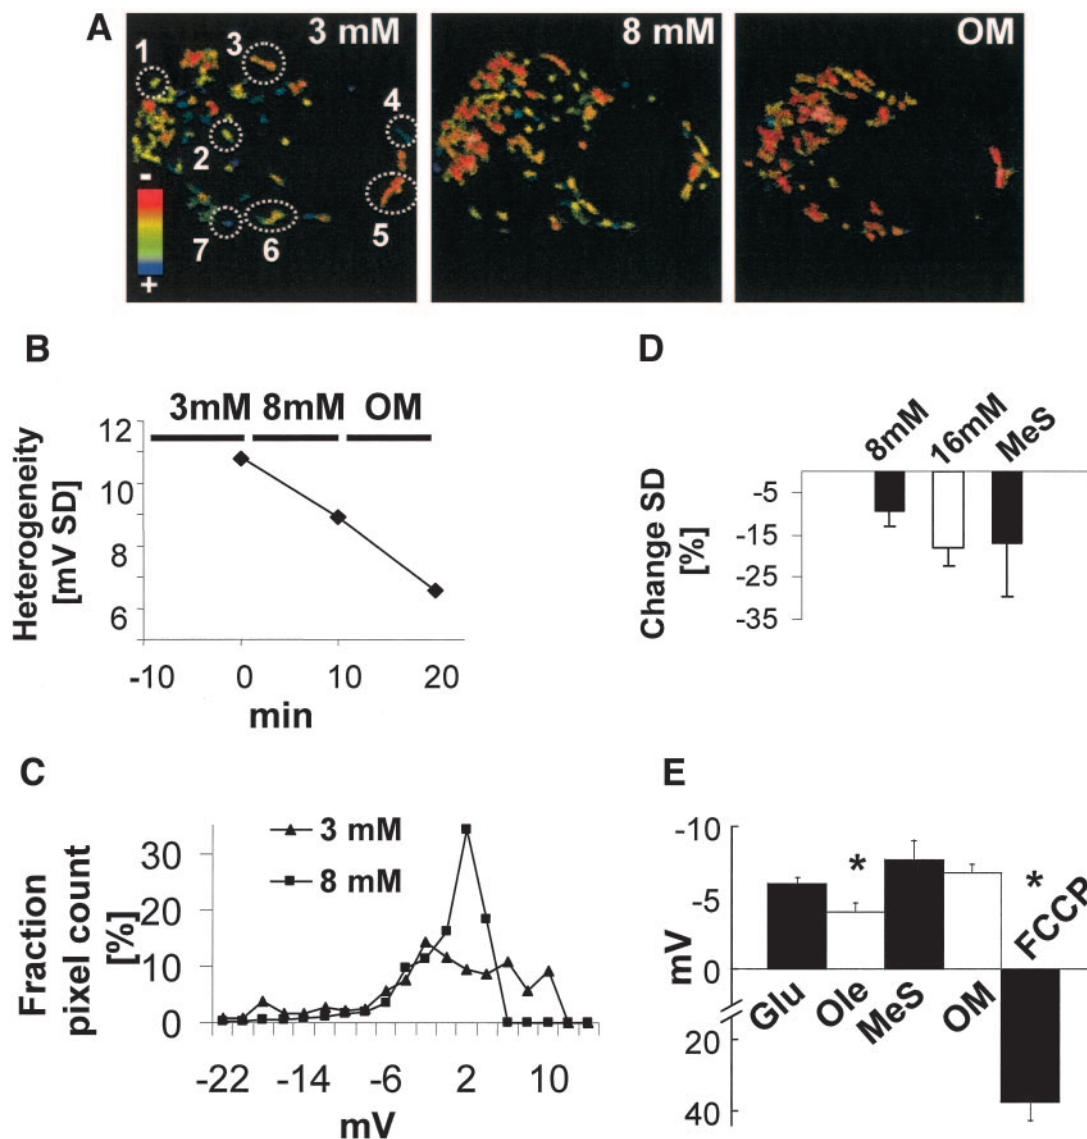 A
3 mM
8 mM
OM
1
2
3
4
5
6
7
-
+
B
3mM 8mM OM
Heterogeneity
[mV SD]
12
10
8
6
-10 0 10 20
min
C
3 mM
8 mM
Fraction
pixel count
[%]
30
20
10
0
-22 -14 -6 2 10
mV
D
8mM 16mM MeS
Change SD
[%]
-5
-15
-25
-35
E
mV
-10
-5
0
20
40
* *
Glu Ole MeS OM FCCP